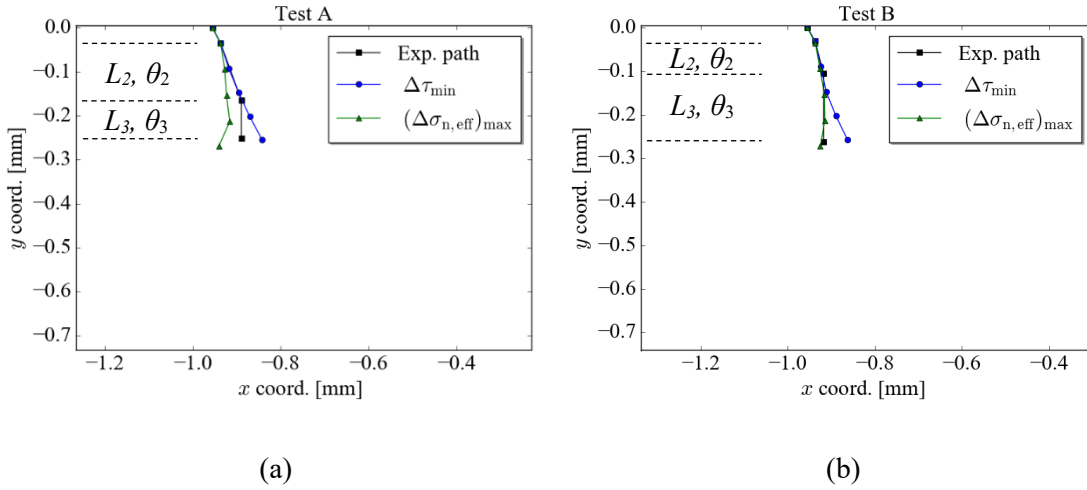 Test A
0.0
−0.1
−0.2
−0.3
−0.4
−0.5
−0.6
−0.7
y coord. [mm]
L2, θ2
L3, θ3
Exp. path
Δτmin
(Δσn, eff)max
−1.2 −1.0 −0.8 −0.6 −0.4
x coord. [mm]
(a)
Test B
0.0
−0.1
−0.2
−0.3
−0.4
−0.5
−0.6
−0.7
y coord. [mm]
L2, θ2
L3, θ3
Exp. path
Δτmin
(Δσn, eff)max
−1.2 −1.0 −0.8 −0.6 −0.4
x coord. [mm]
(b)